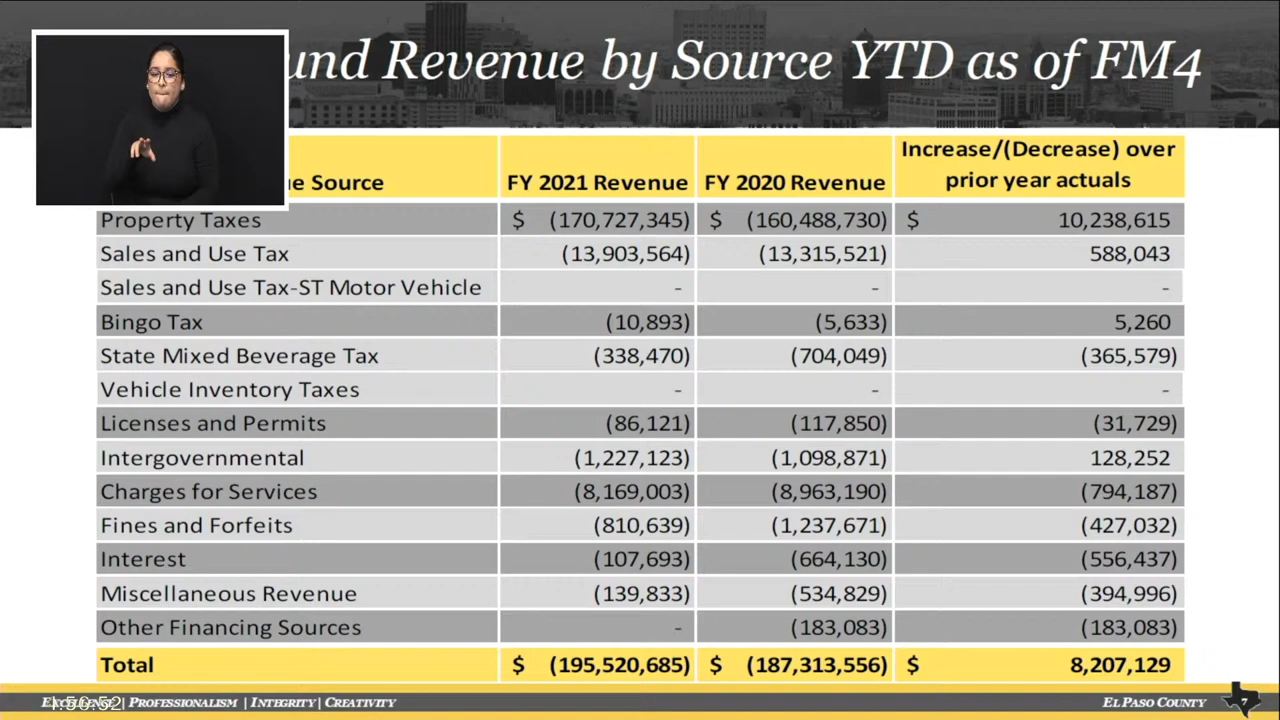 und Revenue by Source YTD as of FM4
Source FY 2021 Revenue FY 2020 Revenue Increase/(Decrease) over prior year actuals
Property Taxes $ (170,727,345) $ (160,488,730) $ 10,238,615
Sales and Use Tax (13,903,564) (13,315,521) 588,043
Sales and Use Tax-ST Motor Vehicle - - -
Bingo Tax (10,893) (5,633) 5,260
State Mixed Beverage Tax (338,470) (704,049) (365,579)
Vehicle Inventory Taxes - - -
Licenses and Permits (86,121) (117,850) (31,729)
Intergovernmental (1,227,123) (1,098,871) 128,252
Charges for Services (8,169,003) (8,963,190) (794,187)
Fines and Forfeits (810,639) (1,237,671) (427,032)
Interest (107,693) (664,130) (556,437)
Miscellaneous Revenue (139,833) (534,829) (394,996)
Other Financing Sources - (183,083) (183,083)
Total $ (195,520,685) $ (187,313,556) $ 8,207,129
| PROFESSIONALISM | INTEGRITY | CREATIVITY EL PASO COUNTY 7